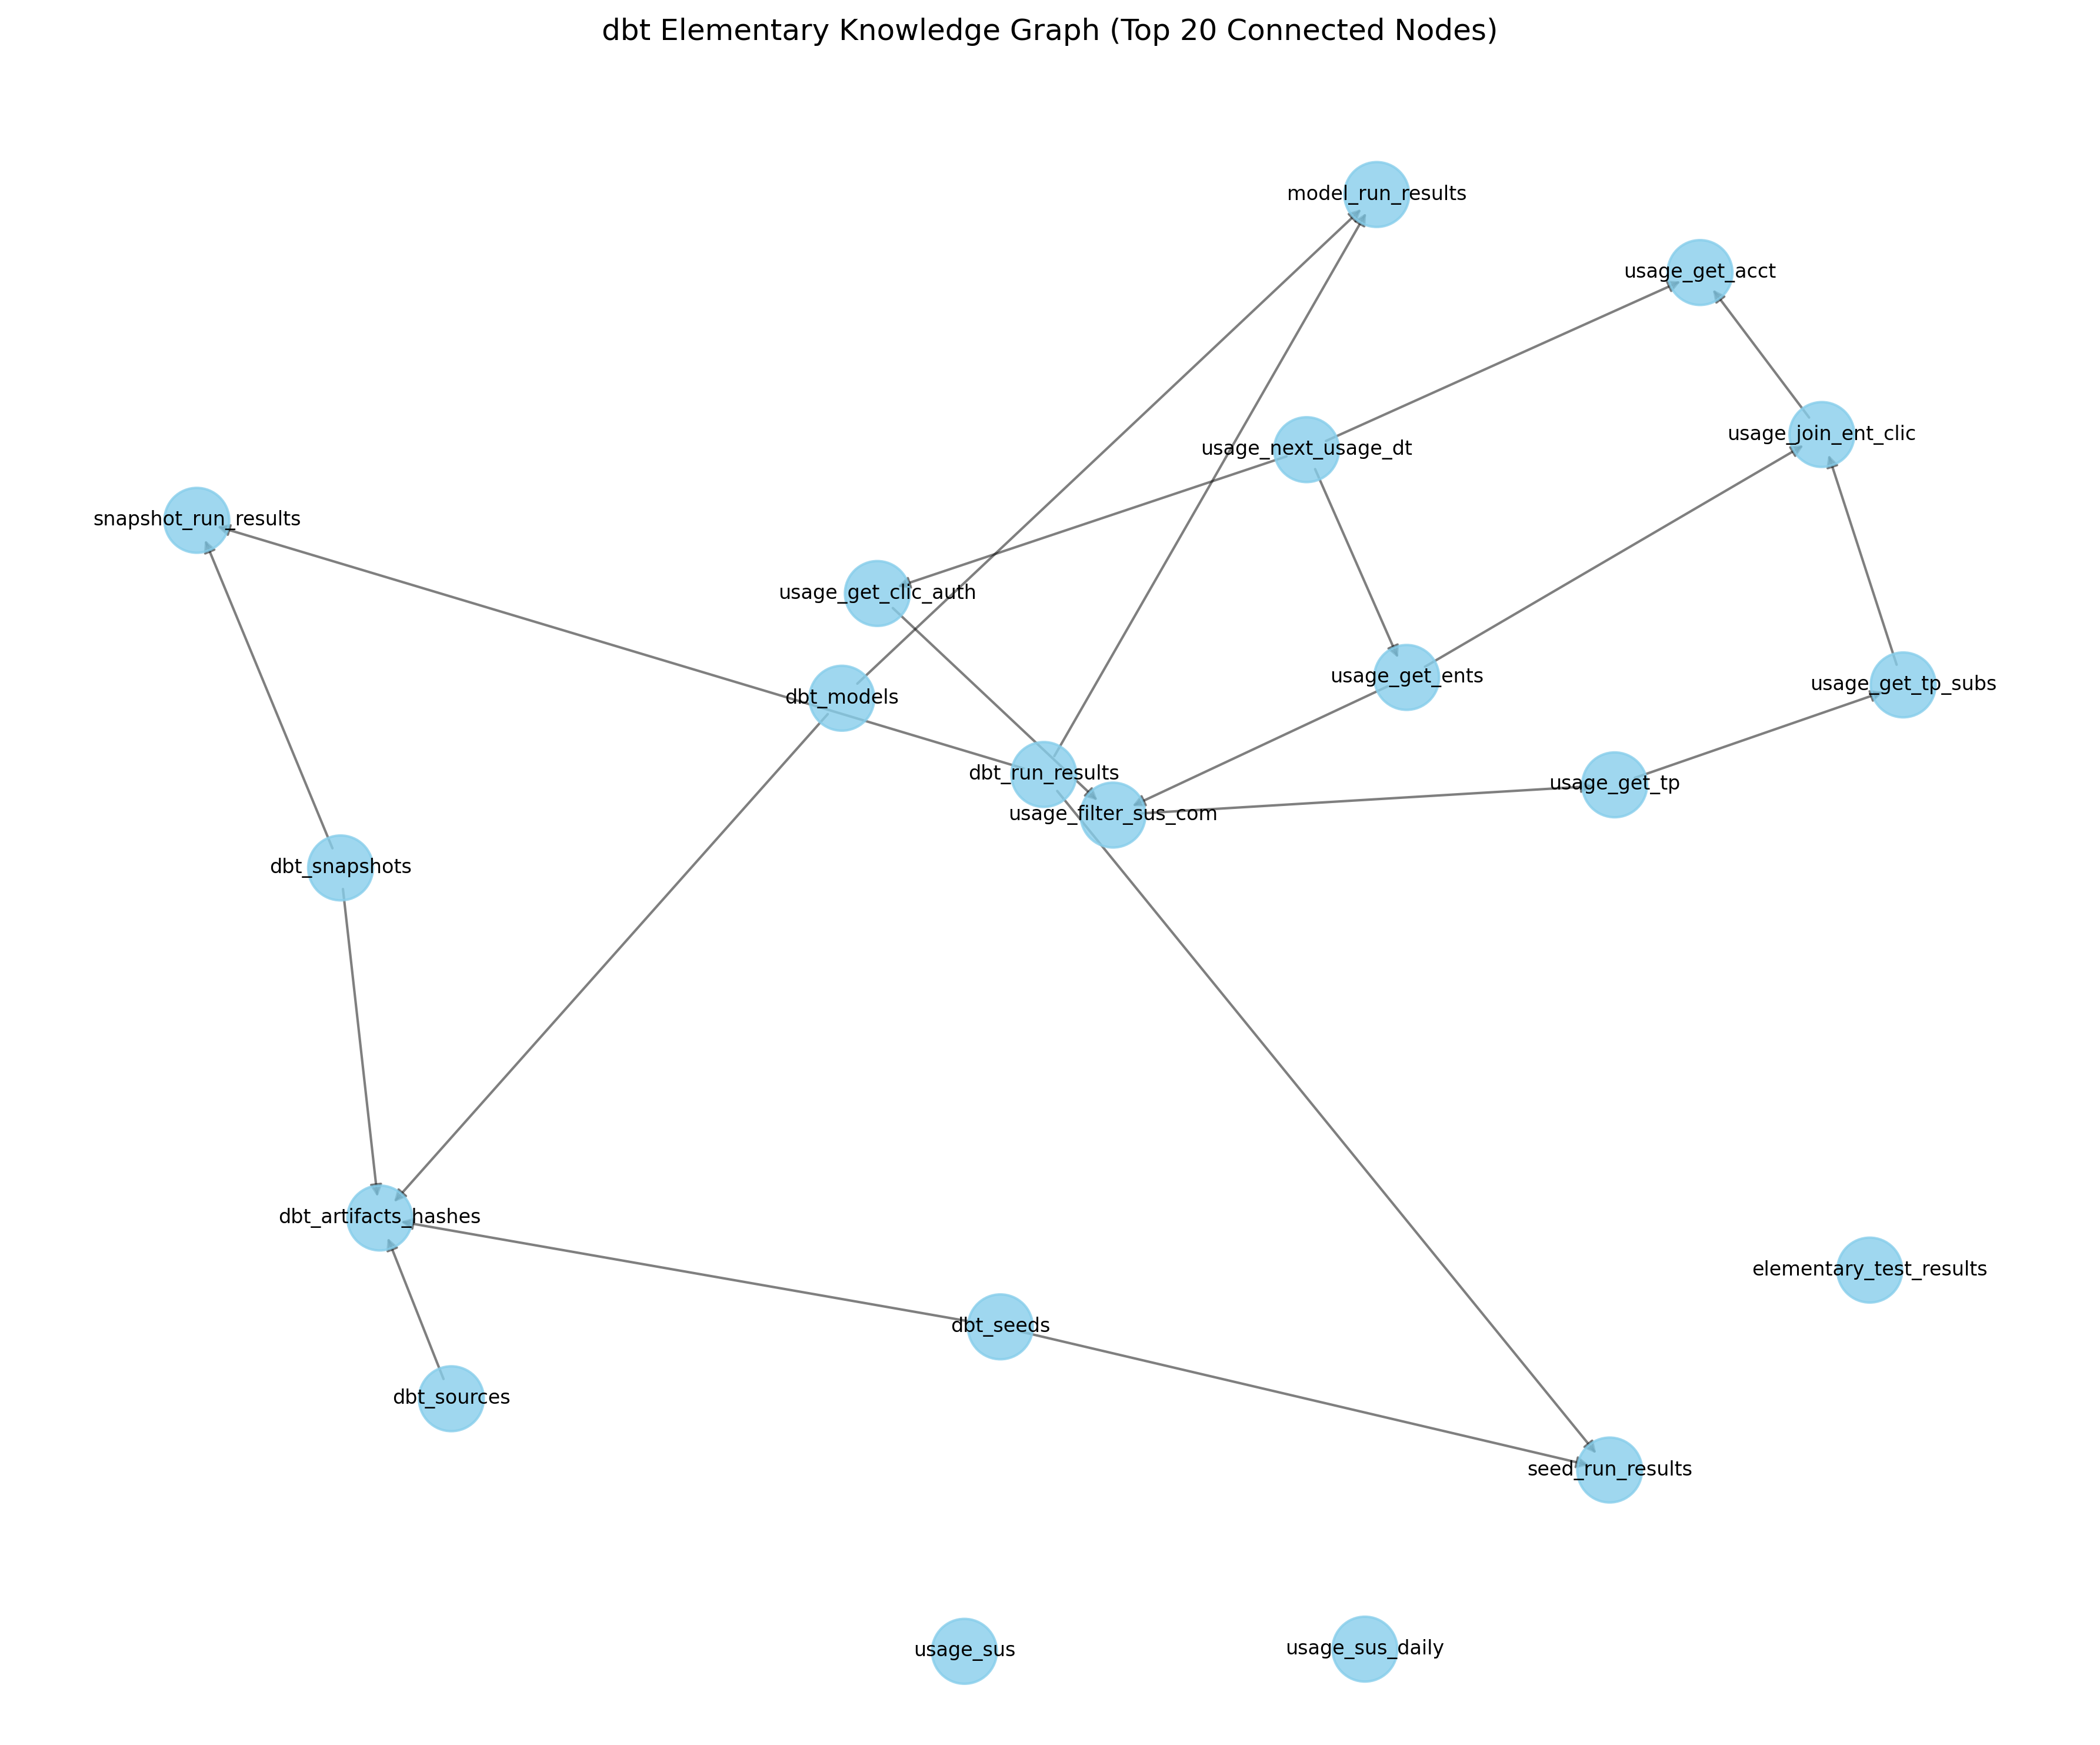 dbt Elementary Knowledge Graph (Top 20 Connected Nodes)
model_run_results
usage_get_acct
usage_join_ent_clic
usage_next_usage_dt
snapshot_run_results
usage_get_clic_auth
usage_get_ents
usage_get_tp_subs
dbt_models
dbt_run_results
usage_get_tp
usage_filter_sus_com
dbt_snapshots
dbt_artifacts_hashes
elementary_test_results
dbt_seeds
dbt_sources
seed_run_results
usage_sus
usage_sus_daily